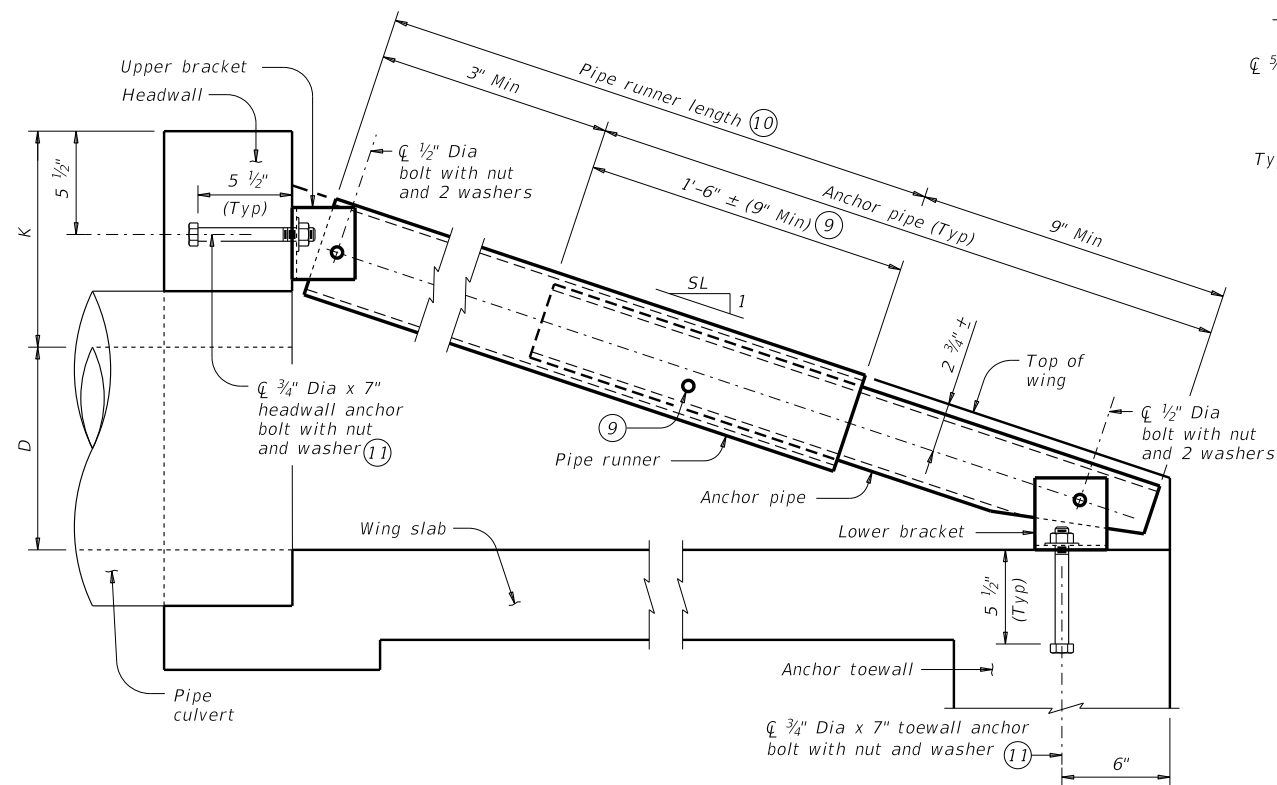 Upper bracket
Headwall
3" Min
Pipe runner length 10
℄ 5/
Ty
K
5 1/2"
5 1/2"
(Typ)
℄ 1/2" Dia
bolt with nut
and 2 washers
1'-6" ± (9" Min) 9
Anchor pipe (Typ)
9" Min
SL
1
2 3/4" ±
Top of
wing
D
℄ 3/4" Dia x 7"
headwall anchor
bolt with nut
and washer 11
9
Pipe runner
Anchor pipe
℄ 1/2" Dia
bolt with nut
and 2 washers
Wing slab
Lower bracket
5 1/2"
(Typ)
Pipe
culvert
Anchor toewall
℄ 3/4" Dia x 7" toewall anchor
bolt with nut and washer 11
6"